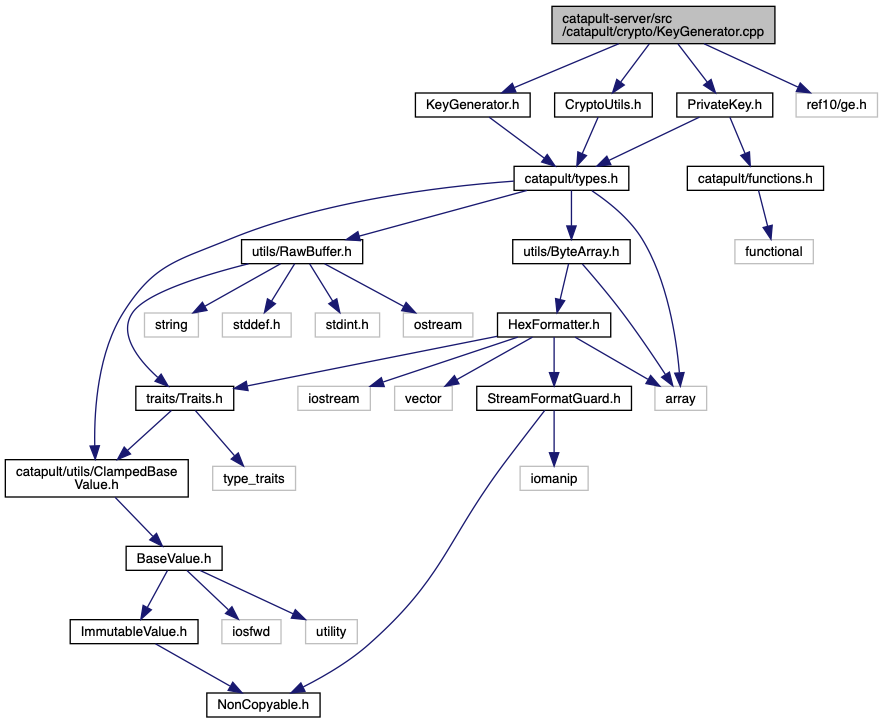 catapult-server/src
/catapult/crypto/KeyGenerator.cpp
KeyGenerator.h
CryptoUtils.h
PrivateKey.h
ref10/ge.h
catapult/types.h
catapult/functions.h
utils/RawBuffer.h
utils/ByteArray.h
functional
string
stddef.h
stdint.h
ostream
HexFormatter.h
traits/Traits.h
iostream
vector
StreamFormatGuard.h
array
catapult/utils/ClampedBase
Value.h
type_traits
iomanip
BaseValue.h
ImmutableValue.h
iosfwd
utility
NonCopyable.h